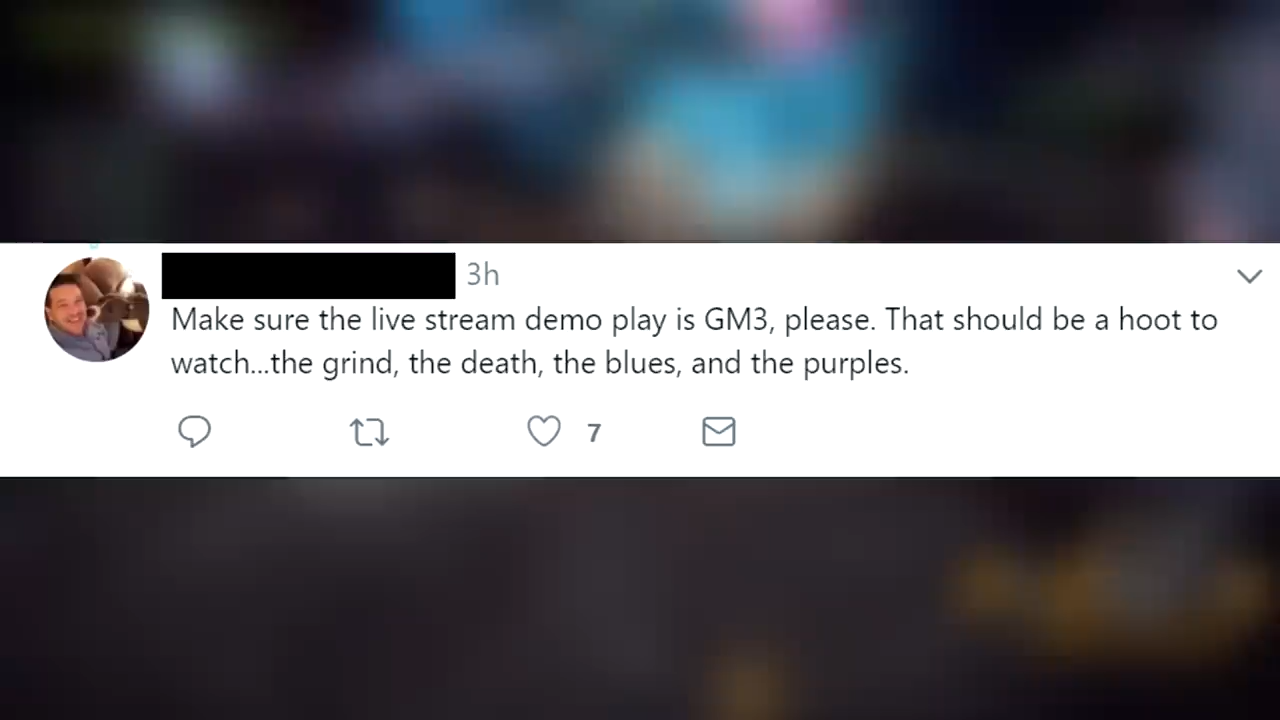 3h
Make sure the live stream demo play is GM3, please. That should be a hoot to
watch...the grind, the death, the blues, and the purples.
7